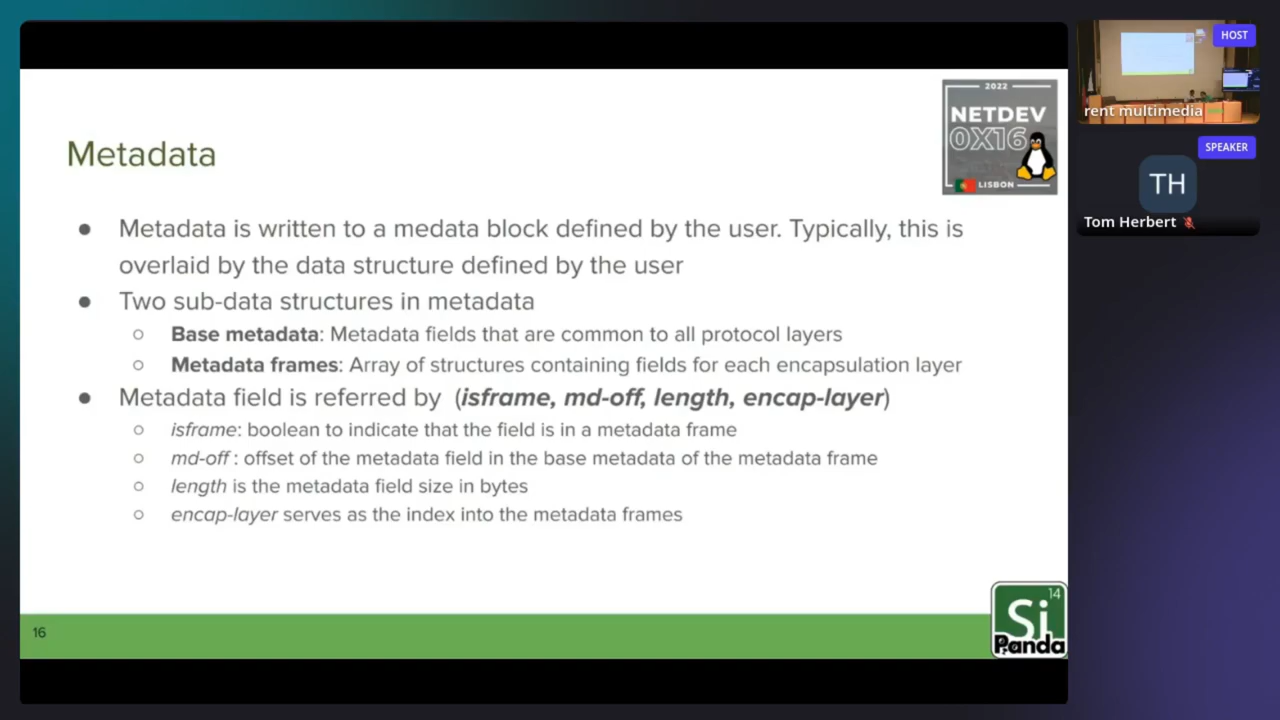 2022
NETDEV
0X16
LISBON
Metadata
● Metadata is written to a medata block defined by the user. Typically, this is
overlaid by the data structure defined by the user
● Two sub-data structures in metadata
○ Base metadata: Metadata fields that are common to all protocol layers
○ Metadata frames: Array of structures containing fields for each encapsulation layer
● Metadata field is referred by (isframe, md-off, length, encap-layer)
○ isframe: boolean to indicate that the field is in a metadata frame
○ md-off : offset of the metadata field in the base metadata of the metadata frame
○ length is the metadata field size in bytes
○ encap-layer serves as the index into the metadata frames
16
14
Si
Panda
HOST
rent multimedia
SPEAKER
TH
Tom Herbert